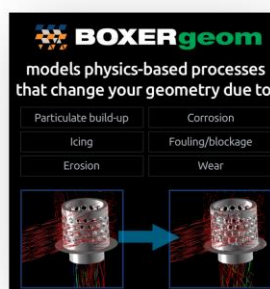 BOXERgeom
models physics-based processes
that change your geometry due to
Particulate build-up
Corrosion
Icing
Fouling/blockage
Erosion
Wear